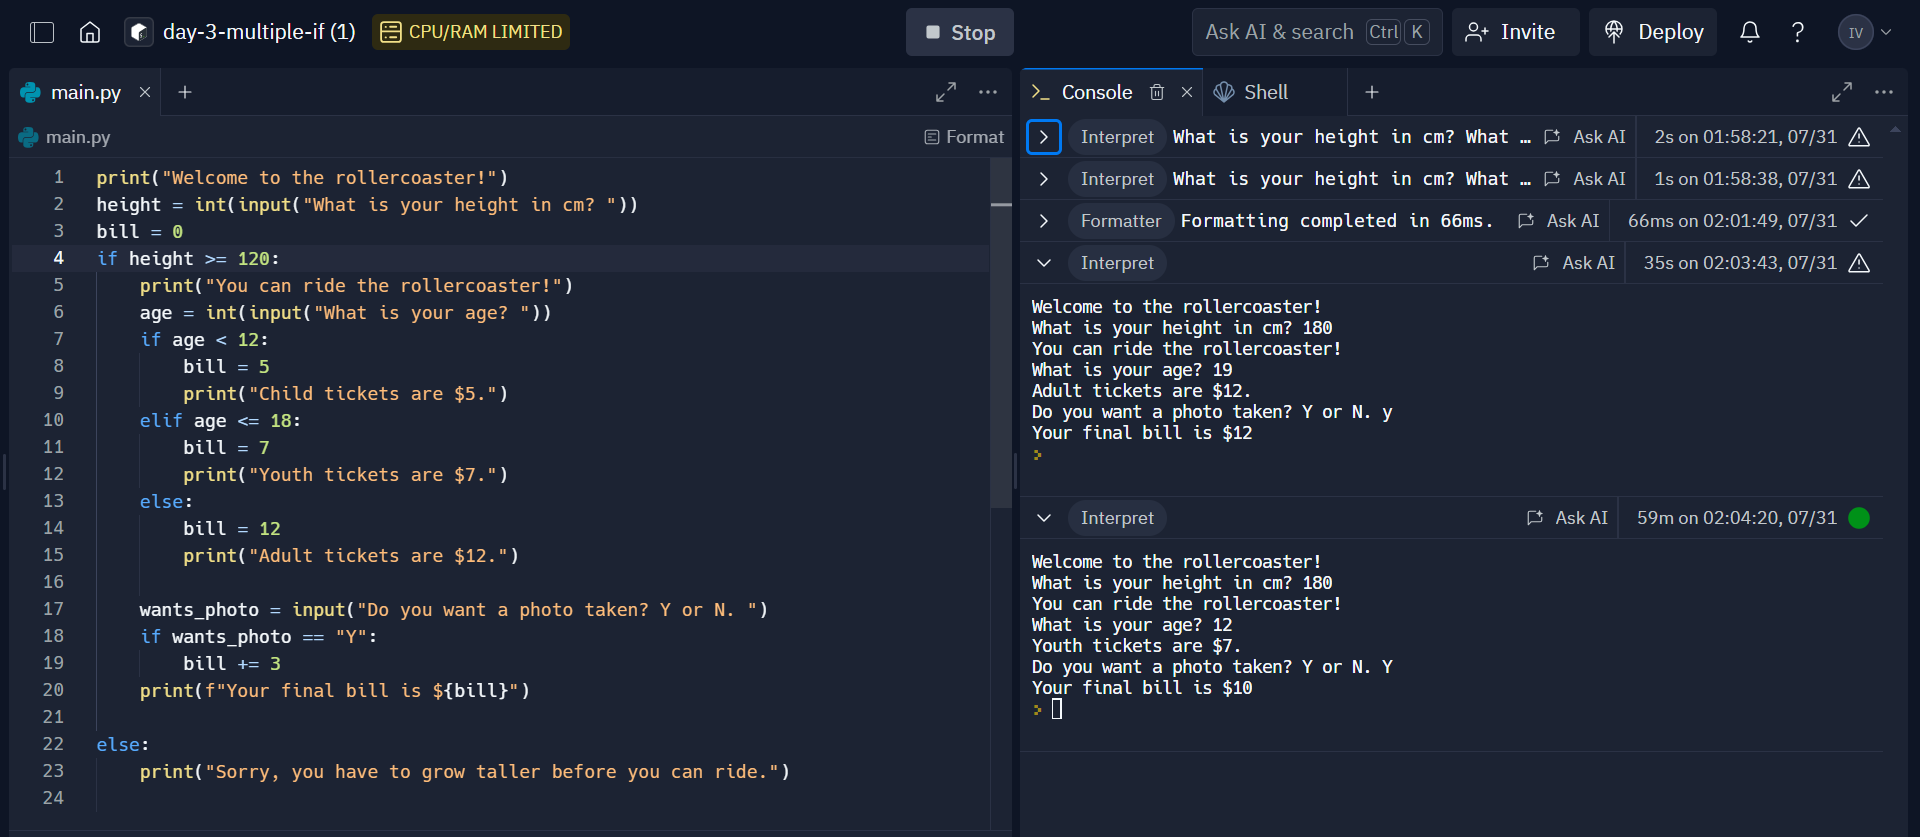 day-3-multiple-if (1)
CPU/RAM LIMITED
Stop
Ask AI & search Ctrl K
Invite
Deploy
IV
main.py
main.py
Format
1 print("Welcome to the rollercoaster!")
2 height = int(input("What is your height in cm? "))
3 bill = 0
4 if height >= 120:
5     print("You can ride the rollercoaster!")
6     age = int(input("What is your age? "))
7     if age < 12:
8         bill = 5
9         print("Child tickets are $5.")
10     elif age <= 18:
11         bill = 7
12         print("Youth tickets are $7.")
13     else:
14         bill = 12
15         print("Adult tickets are $12.")
16
17     wants_photo = input("Do you want a photo taken? Y or N. ")
18     if wants_photo == "Y":
19         bill += 3
20     print(f"Your final bill is ${bill}")
21
22 else:
23     print("Sorry, you have to grow taller before you can ride.")
24
Console
Shell
Interpret What is your height in cm? What … Ask AI 2s on 01:58:21, 07/31
Interpret What is your height in cm? What … Ask AI 1s on 01:58:38, 07/31
Formatter Formatting completed in 66ms. Ask AI 66ms on 02:01:49, 07/31
Interpret Ask AI 35s on 02:03:43, 07/31
Welcome to the rollercoaster!
What is your height in cm? 180
You can ride the rollercoaster!
What is your age? 19
Adult tickets are $12.
Do you want a photo taken? Y or N. y
Your final bill is $12
Interpret Ask AI 59m on 02:04:20, 07/31
Welcome to the rollercoaster!
What is your height in cm? 180
You can ride the rollercoaster!
What is your age? 12
Youth tickets are $7.
Do you want a photo taken? Y or N. Y
Your final bill is $10